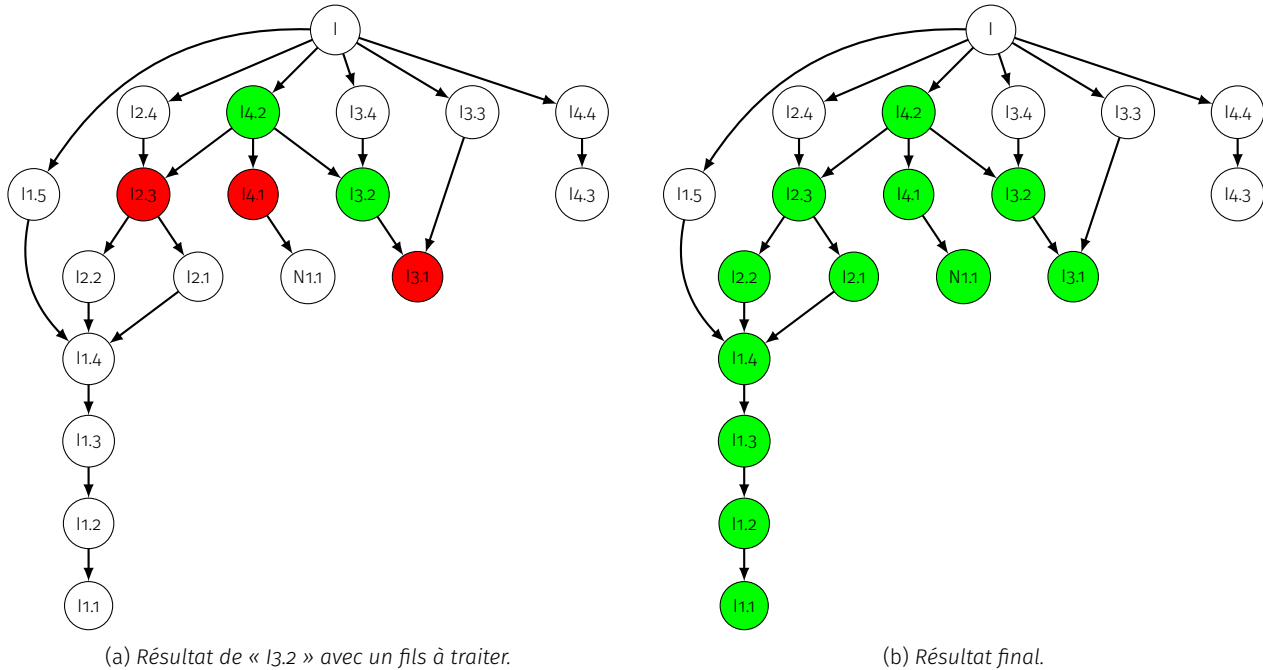 I
I2.4
I4.2
I3.4
I3.3
I4.4
I1.5
I2.3
I4.1
I3.2
I4.3
I2.2
I2.1
N1.1
I3.1
I1.4
I1.3
I1.2
I1.1
(a) Résultat de « I3.2 » avec un fils à traiter.
I
I2.4
I4.2
I3.4
I3.3
I4.4
I1.5
I2.3
I4.1
I3.2
I4.3
I2.2
I2.1
N1.1
I3.1
I1.4
I1.3
I1.2
I1.1
(b) Résultat final.